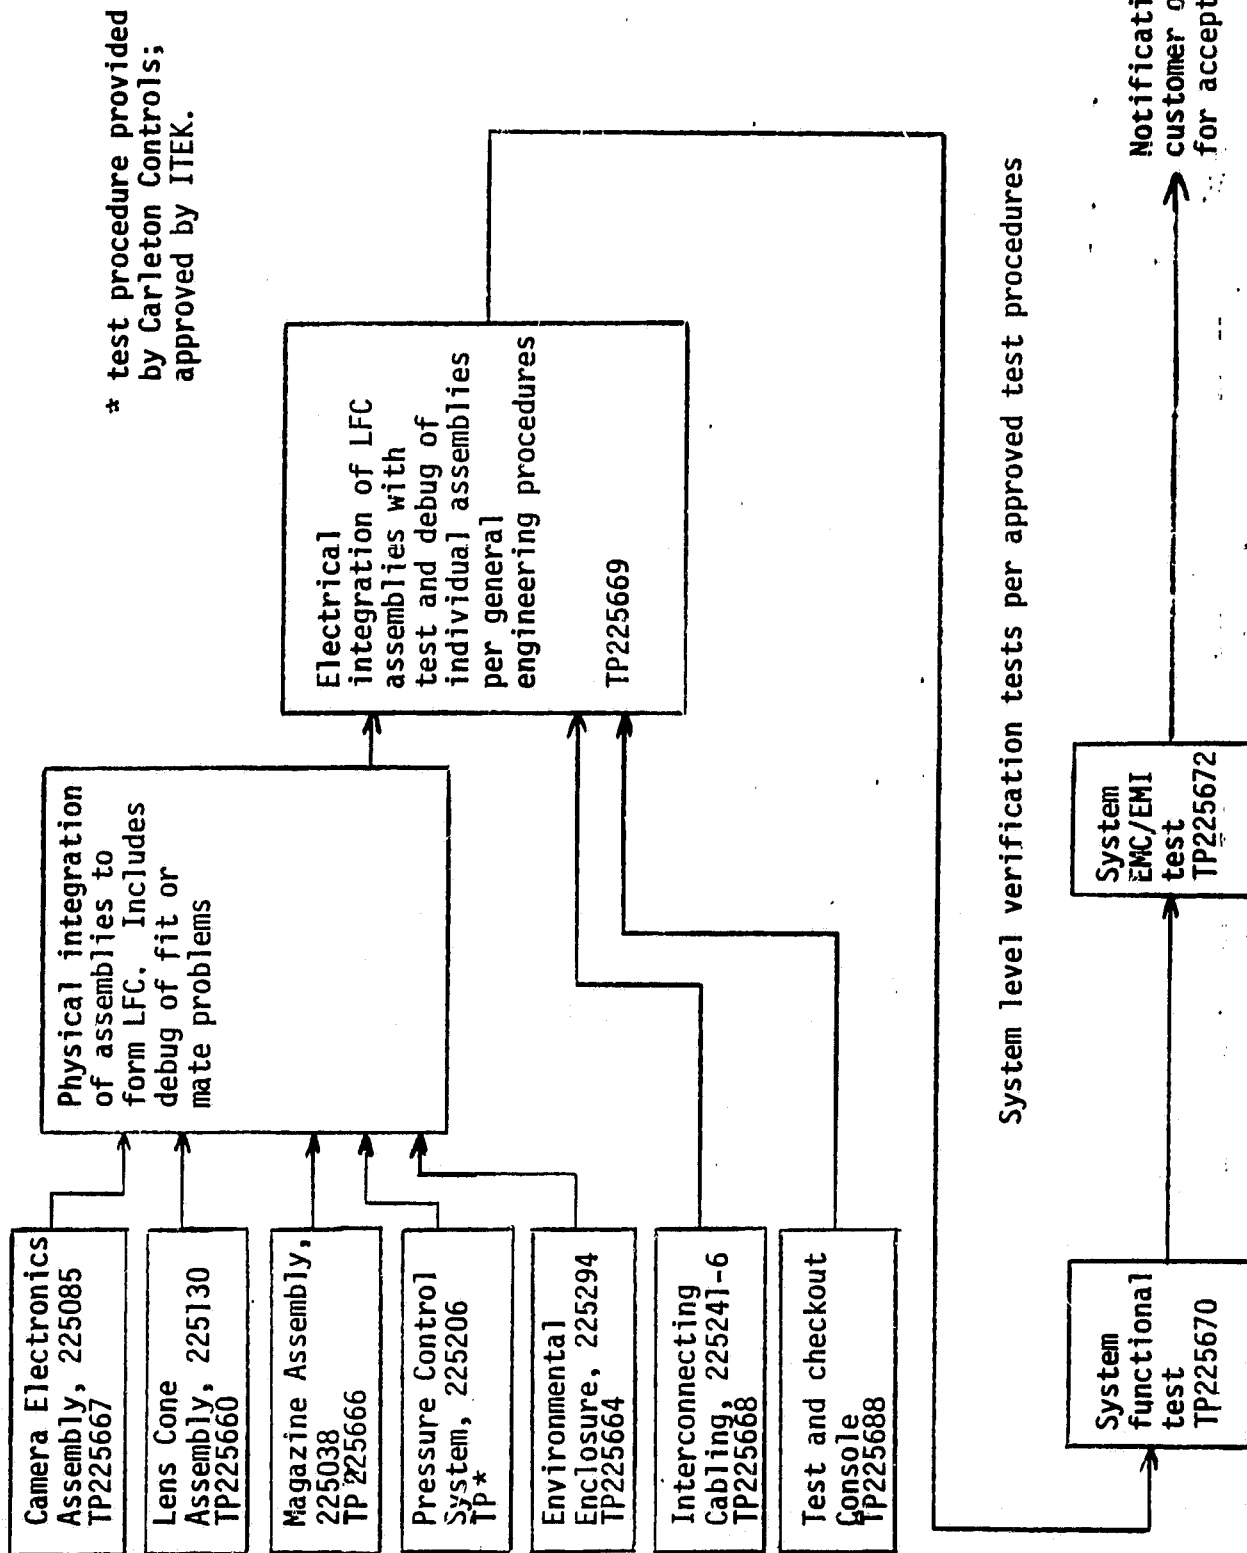 Camera Electronics
Assembly, 225085
TP225667
Lens Cone
Assembly, 225130
TP225660
Magazine Assembly,
225038
TP 225666
Pressure Control
System, 225206
TP*
Environmental
Enclosure, 225294
TP225664
Interconnecting
Cabling, 225241-6
TP225668
Test and checkout
Console
TP225688
Physical integration
of assemblies to
form LFC. Includes
debug of fit or
mate problems
Electrical
integration of LFC
assemblies with
test and debug of
individual assemblies
per general
engineering procedures
TP225669
* test procedure provided
by Carleton Controls;
approved by ITEK.
System level verification tests per approved test procedures
System
functional
test
TP225670
System
EMC/EMI
test
TP225672
Notificati
customer
for accept